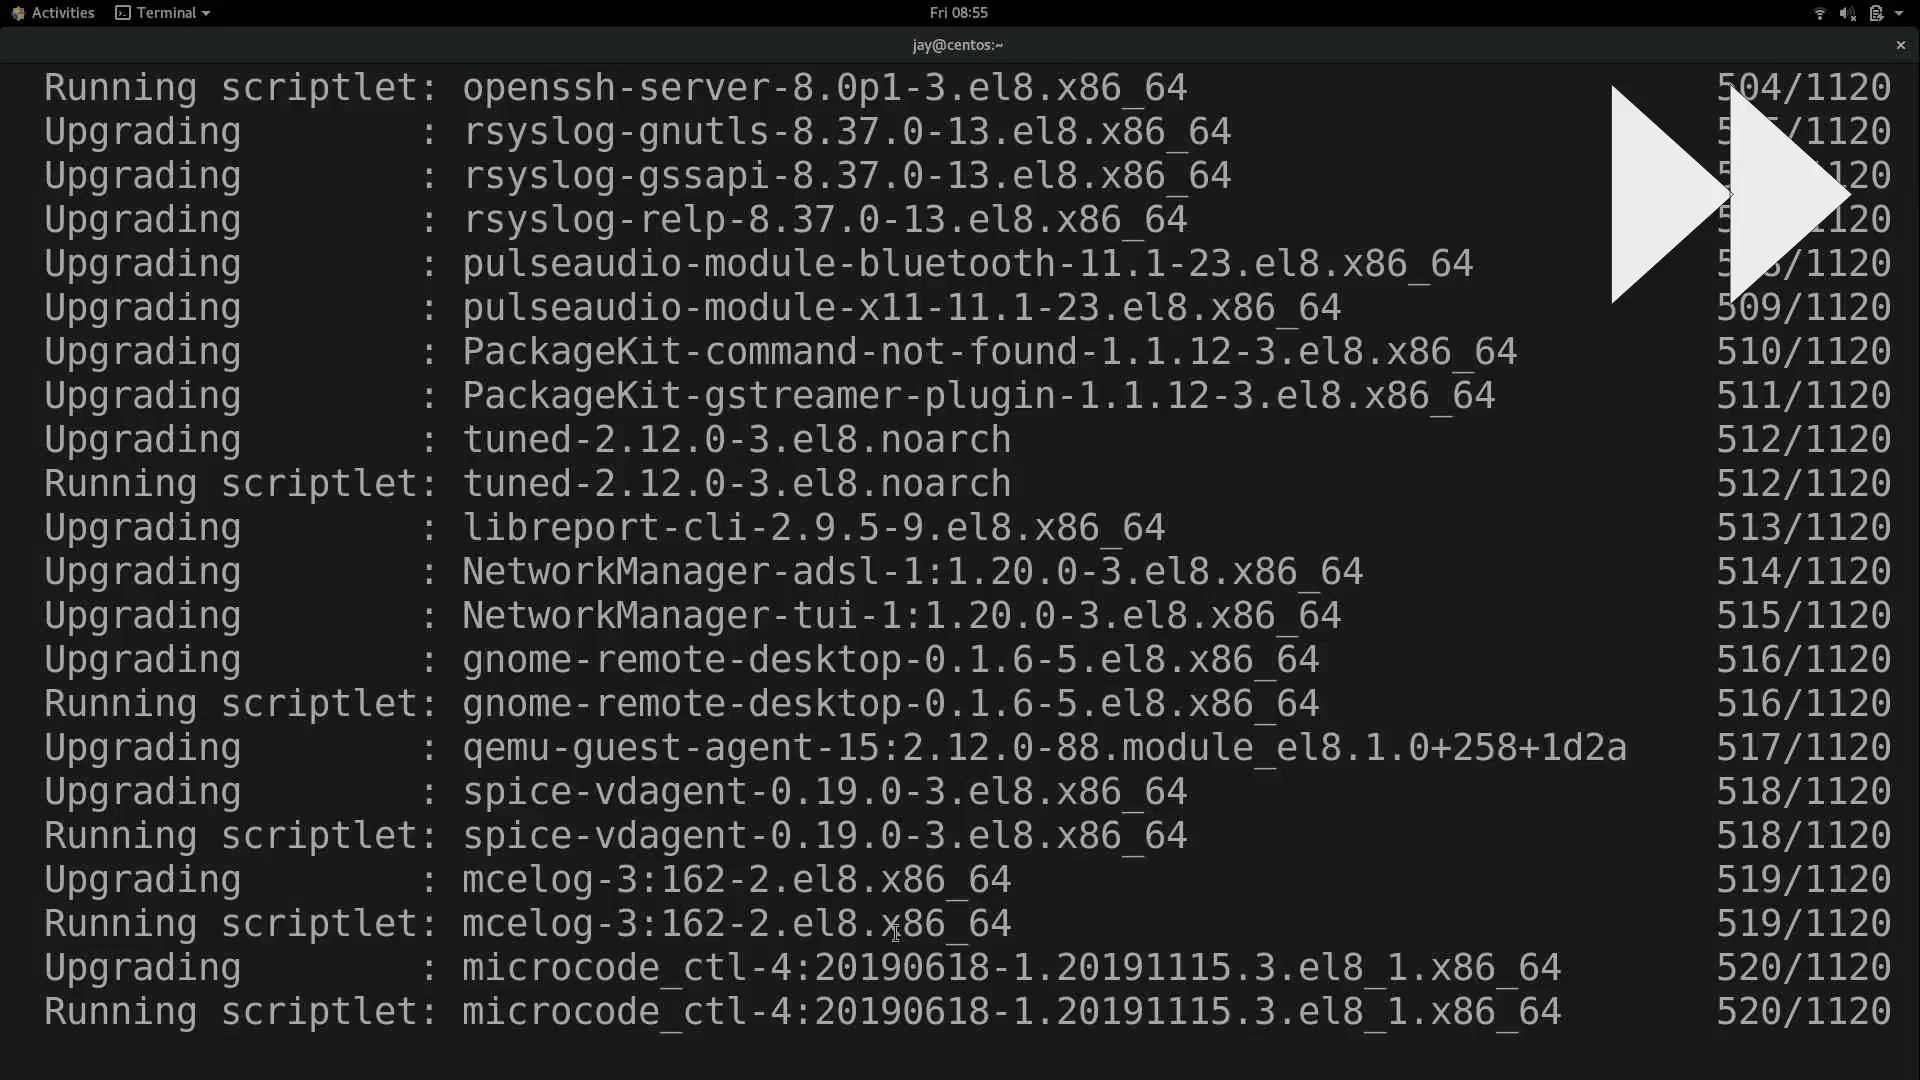 Activities Terminal Fri 08:55
jay@centos:~
Running scriptlet: openssh-server-8.0p1-3.el8.x86_64 504/1120
Upgrading : rsyslog-gnutls-8.37.0-13.el8.x86_64 /1120
Upgrading : rsyslog-gssapi-8.37.0-13.el8.x86_64
Upgrading : rsyslog-relp-8.37.0-13.el8.x86_64
Upgrading : pulseaudio-module-bluetooth-11.1-23.el8.x86_64 /1120
Upgrading : pulseaudio-module-x11-11.1-23.el8.x86_64 509/1120
Upgrading : PackageKit-command-not-found-1.1.12-3.el8.x86_64 510/1120
Upgrading : PackageKit-gstreamer-plugin-1.1.12-3.el8.x86_64 511/1120
Upgrading : tuned-2.12.0-3.el8.noarch 512/1120
Running scriptlet: tuned-2.12.0-3.el8.noarch 512/1120
Upgrading : libreport-cli-2.9.5-9.el8.x86_64 513/1120
Upgrading : NetworkManager-adsl-1:1.20.0-3.el8.x86_64 514/1120
Upgrading : NetworkManager-tui-1:1.20.0-3.el8.x86_64 515/1120
Upgrading : gnome-remote-desktop-0.1.6-5.el8.x86_64 516/1120
Running scriptlet: gnome-remote-desktop-0.1.6-5.el8.x86_64 516/1120
Upgrading : qemu-guest-agent-15:2.12.0-88.module_el8.1.0+258+1d2a 517/1120
Upgrading : spice-vdagent-0.19.0-3.el8.x86_64 518/1120
Running scriptlet: spice-vdagent-0.19.0-3.el8.x86_64 518/1120
Upgrading : mcelog-3:162-2.el8.x86_64 519/1120
Running scriptlet: mcelog-3:162-2.el8.x86_64 519/1120
Upgrading : microcode_ctl-4:20190618-1.20191115.3.el8_1.x86_64 520/1120
Running scriptlet: microcode_ctl-4:20190618-1.20191115.3.el8_1.x86_64 520/1120